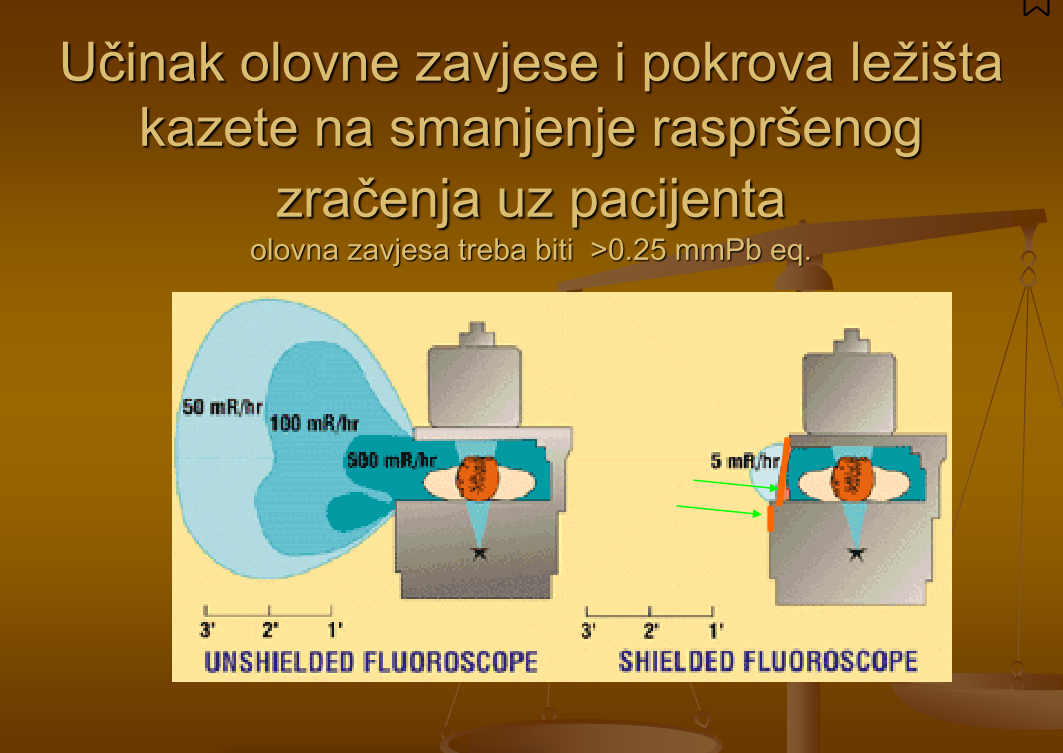 Učinak olovne zavjese i pokrova ležišta
kazete na smanjenje raspršenog
zračenja uz pacijenta
olovna zavjesa treba biti >0.25 mmPb eq.
50 mR/hr
100 mR/hr
500 mR/hr
5 mR/hr
3' 2' 1'
3' 2' 1'
UNSHIELDED FLUOROSCOPE
SHIELDED FLUOROSCOPE